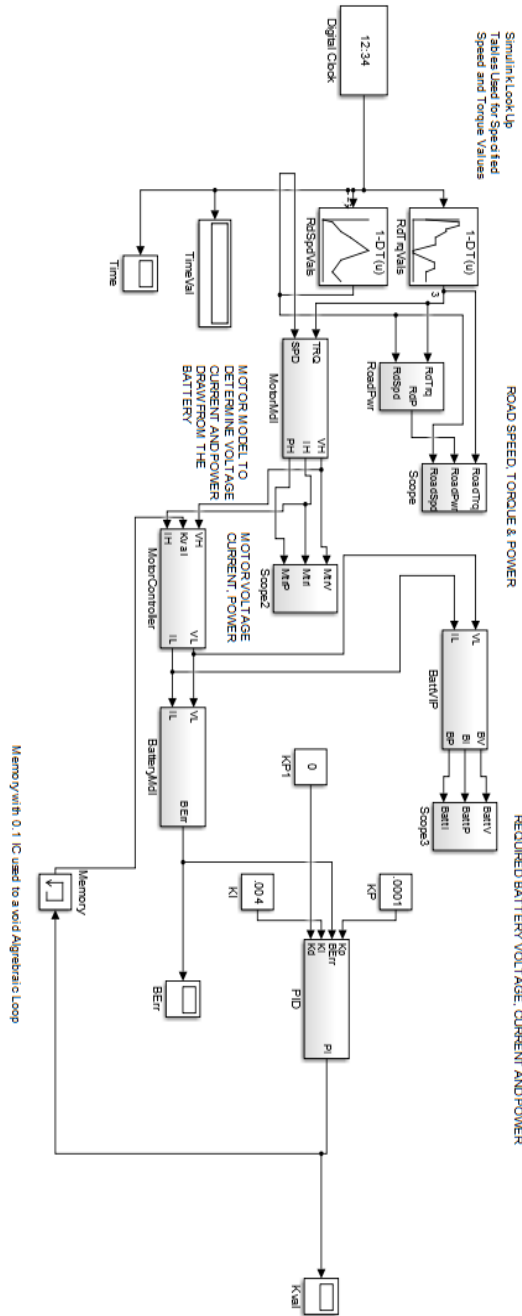 Simulink Look Up
Tables Used for Specified
Speed and Torque Values
ROAD SPEED, TORQUE & POWER
REQUIRED BATTERY VOLTAGE, CURRENT AND POWER
12:34
Digital Clock
1-D T(u)
RdTrqVals
3
1-D T(u)
RdSpdVals
TimeVal
Time
RdTrq
RdP
RdSpd
RoadPwr
RoadTrq
RoadPwr
RoadSpd
Scope
TRQ
SPD
VH
IH
PH
MotorMdl
MOTOR MODEL TO
DETERMINE VOLTAGE
CURRENT AND POWER
DRAW FROM THE
BATTERY
MtrV
MtrI
MtrP
Scope2
MOTOR VOLTAGE
CURRENT, POWER
VH
Kval
IH
VL
IL
MotorController
VL
IL
BErr
BatteryMdl
VL
IL
BV
BI
BP
BattVIP
BattV
BattP
BattI
Scope3
.0001
KP
0
KP1
.004
KI
Kp
BErr
KI
Kd
PI
PID
BErr
Kval
Memory
Memory with 0.1 IC used to a void Algrebraic Loop